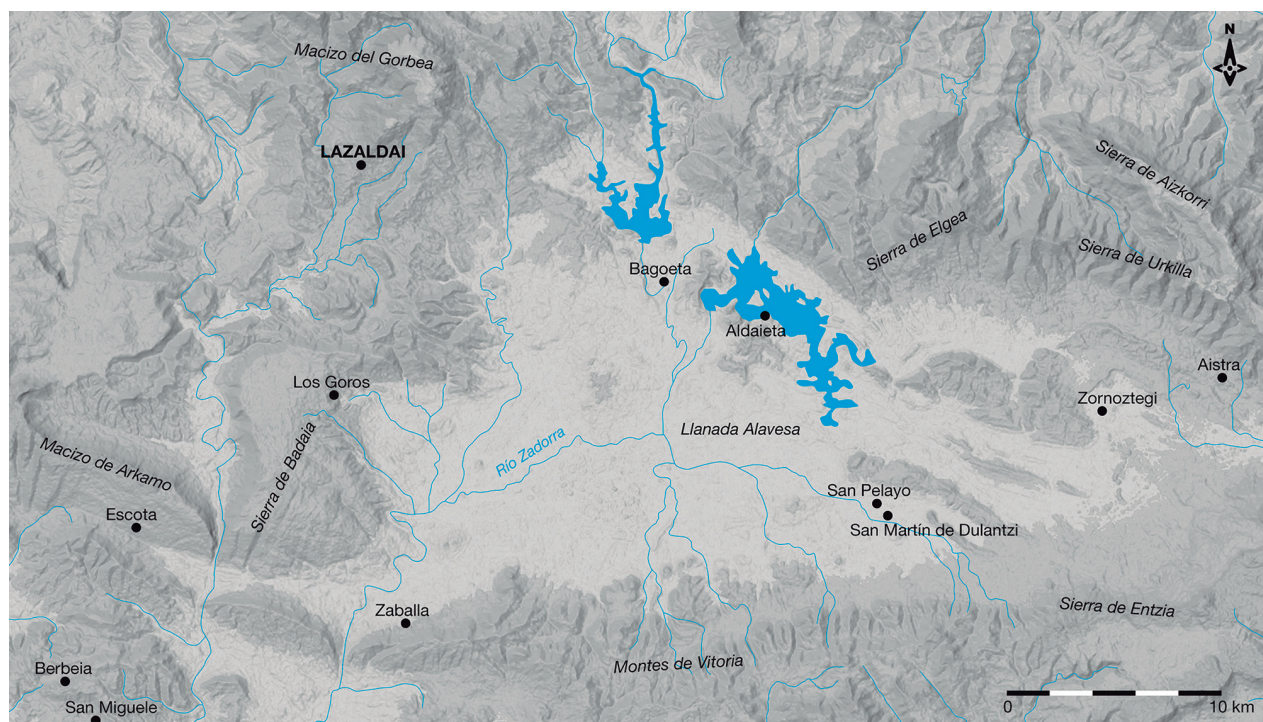 N
Macizo del Gorbea
LAZALDAI
Sierra de Aizkorri
Sierra de Elgea
Sierra de Urkilla
Bagoeta
Aldaieta
Aistra
Los Goros
Zornoztegi
Llanada Alavesa
Río Zadorra
Macizo de Arkamo
Sierra de Badaia
San Pelayo
Escota
San Martín de Dulantzi
Zaballa
Sierra de Entzia
Montes de Vitoria
Berbeia
San Miguele
0 10 km